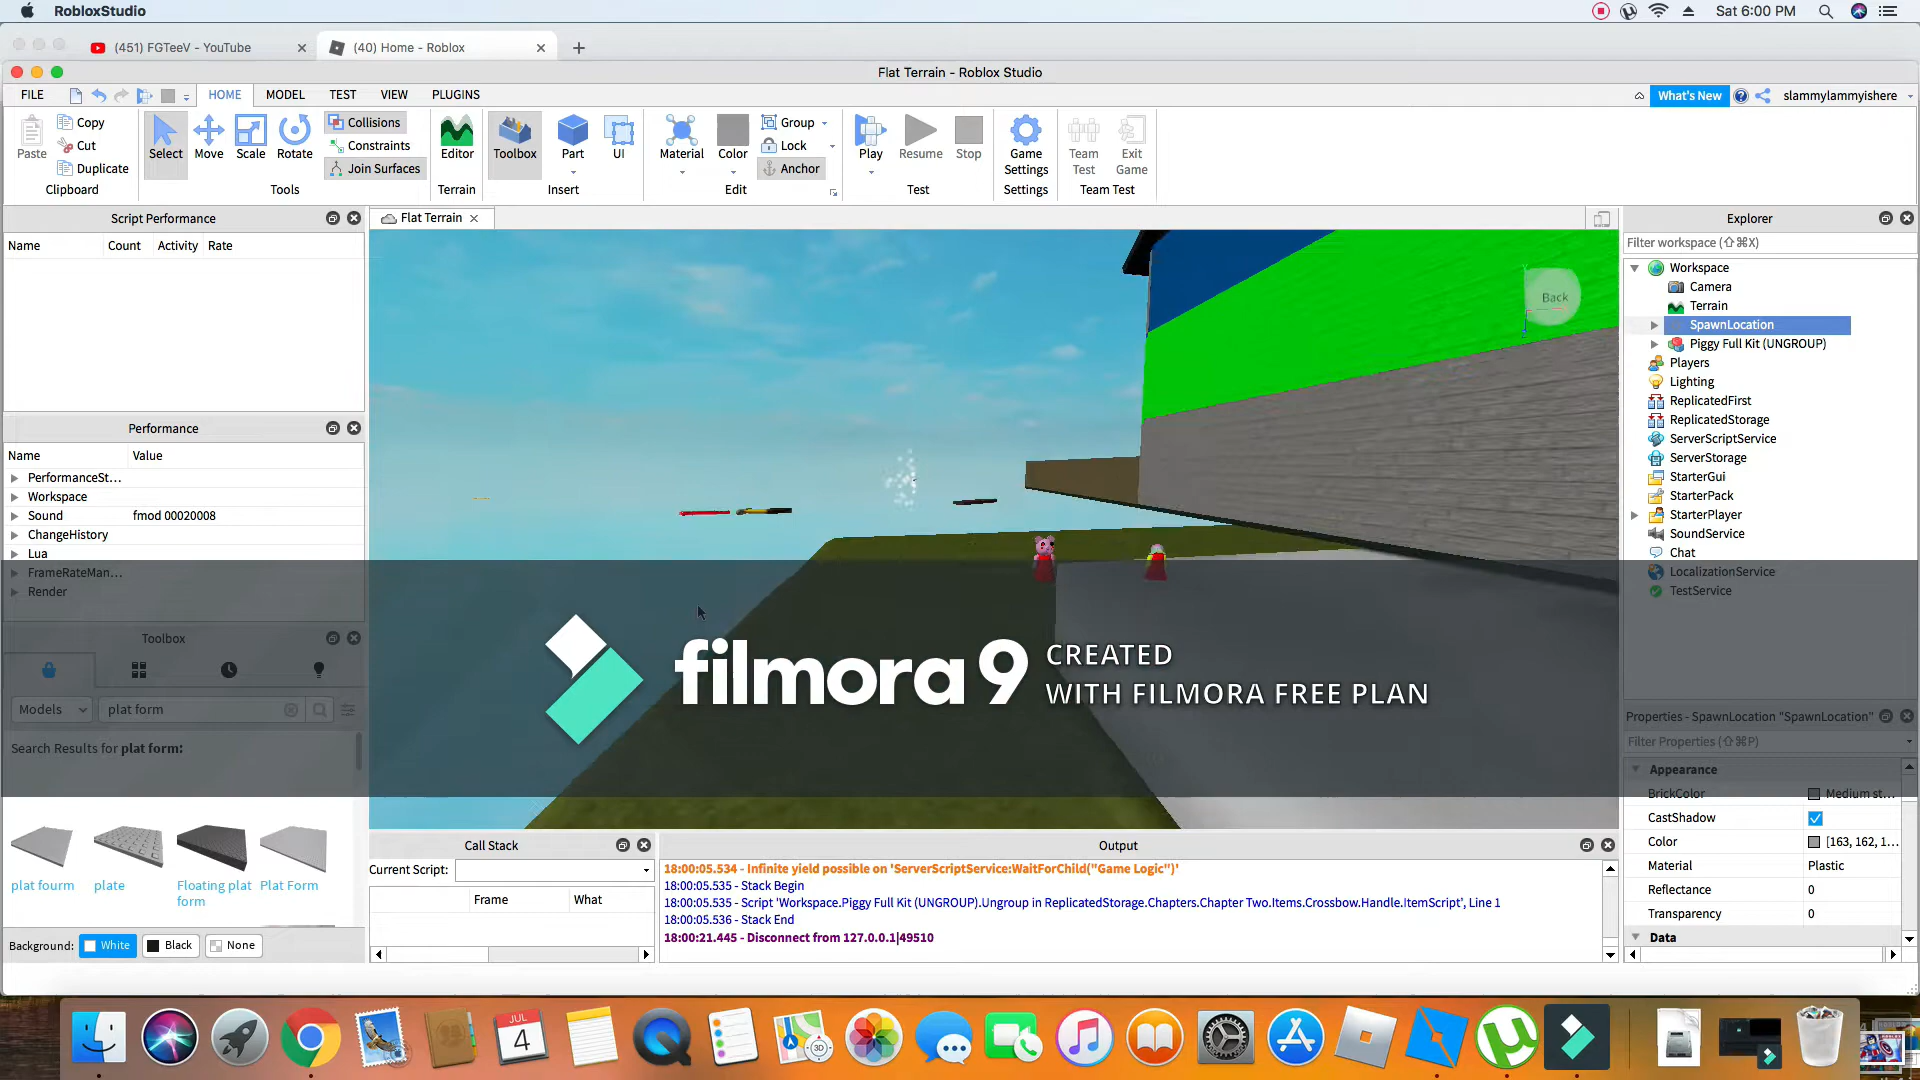 RobloxStudio
Sat 6:00 PM
(451) FGTeeV - YouTube
(40) Home - Roblox
Flat Terrain - Roblox Studio
FILE
HOME
MODEL
TEST
VIEW
PLUGINS
What's New
slammylammyishere
Paste
Copy
Cut
Duplicate
Clipboard
Select
Move
Scale
Rotate
Tools
Collisions
Constraints
Join Surfaces
Editor
Terrain
Toolbox
Part
UI
Insert
Material
Color
Group
Lock
Anchor
Edit
Play
Resume
Stop
Test
Game
Settings
Settings
Team
Test
Exit
Game
Team Test
Script Performance
Name Count Activity Rate
Performance
Name Value
PerformanceSt...
Workspace
Sound fmod 00020008
ChangeHistory
Lua
FrameRateMan...
Render
Toolbox
Models
plat form
Search Results for plat form:
plat fourm
plate
Floating plat
form
Plat Form
Background: White Black None
Flat Terrain
Back
filmora 9
CREATED
WITH FILMORA FREE PLAN
Call Stack
Current Script:
Frame What
Output
18:00:05.534 - Infinite yield possible on 'ServerScriptService:WaitForChild("Game Logic")'
18:00:05.535 - Stack Begin
18:00:05.535 - Script 'Workspace.Piggy Full Kit (UNGROUP).Ungroup in ReplicatedStorage.Chapters.Chapter Two.Items.Crossbow.Handle.ItemScript', Line 1
18:00:05.536 - Stack End
18:00:21.445 - Disconnect from 127.0.0.1|49510
Explorer
Filter workspace (⇧⌘X)
Workspace
Camera
Terrain
SpawnLocation
Piggy Full Kit (UNGROUP)
Players
Lighting
ReplicatedFirst
ReplicatedStorage
ServerScriptService
ServerStorage
StarterGui
StarterPack
StarterPlayer
SoundService
Chat
LocalizationService
TestService
Properties - SpawnLocation "SpawnLocation"
Filter Properties (⇧⌘P)
Appearance
BrickColor Medium st...
CastShadow
Color [163, 162, 1...
Material Plastic
Reflectance 0
Transparency 0
Data
JUL
4
3D